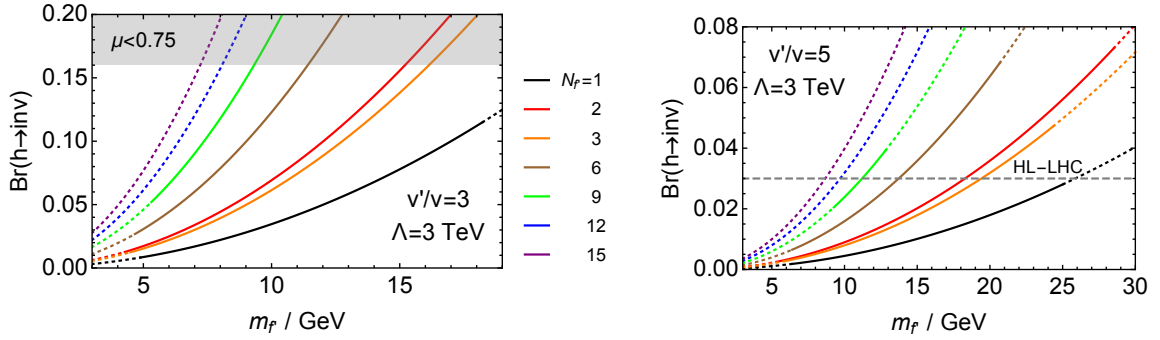 0.20
0.15
0.10
0.05
0.00
Br(h→inv)
μ<0.75
v'/v=3
Λ=3 TeV
5
10
15
m_f' / GeV
N_f'=1
2
3
6
9
12
15
0.08
0.06
0.04
0.02
0.00
Br(h→inv)
v'/v=5
Λ=3 TeV
HL-LHC
5
10
15
20
25
30
m_f' / GeV